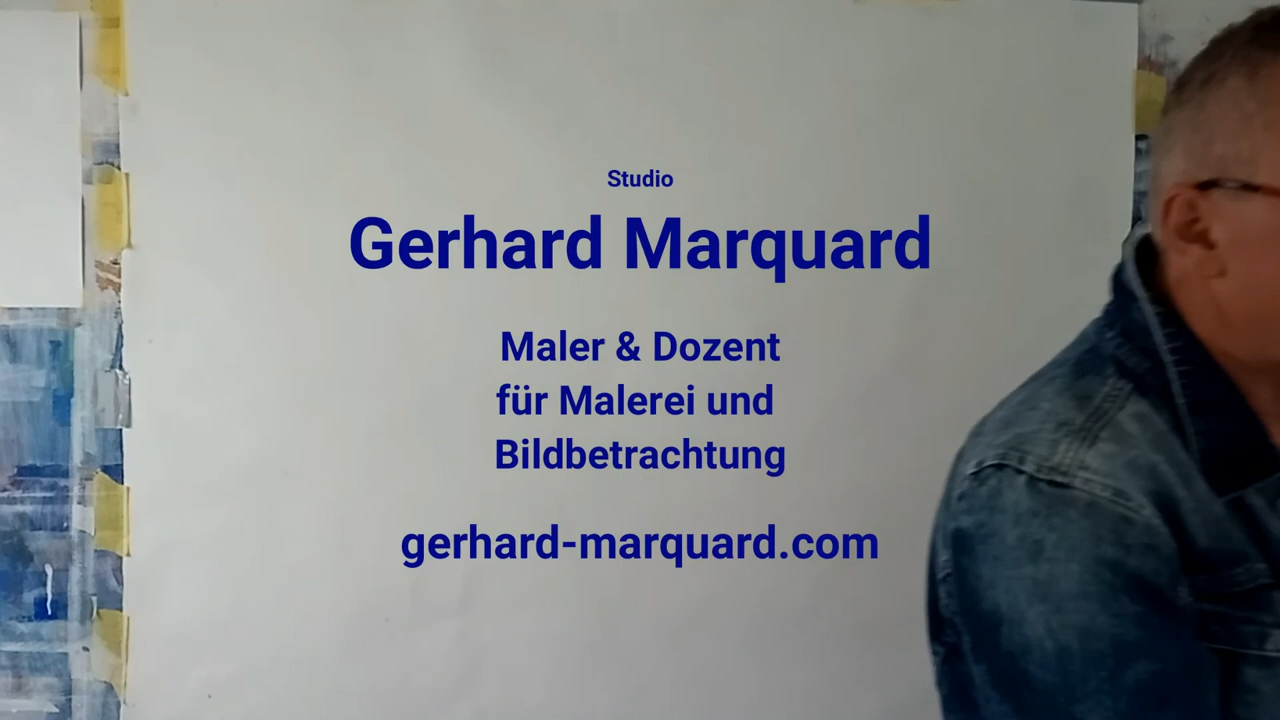 Studio
Gerhard Marquard
Maler & Dozent
für Malerei und
Bildbetrachtung
gerhard-marquard.com